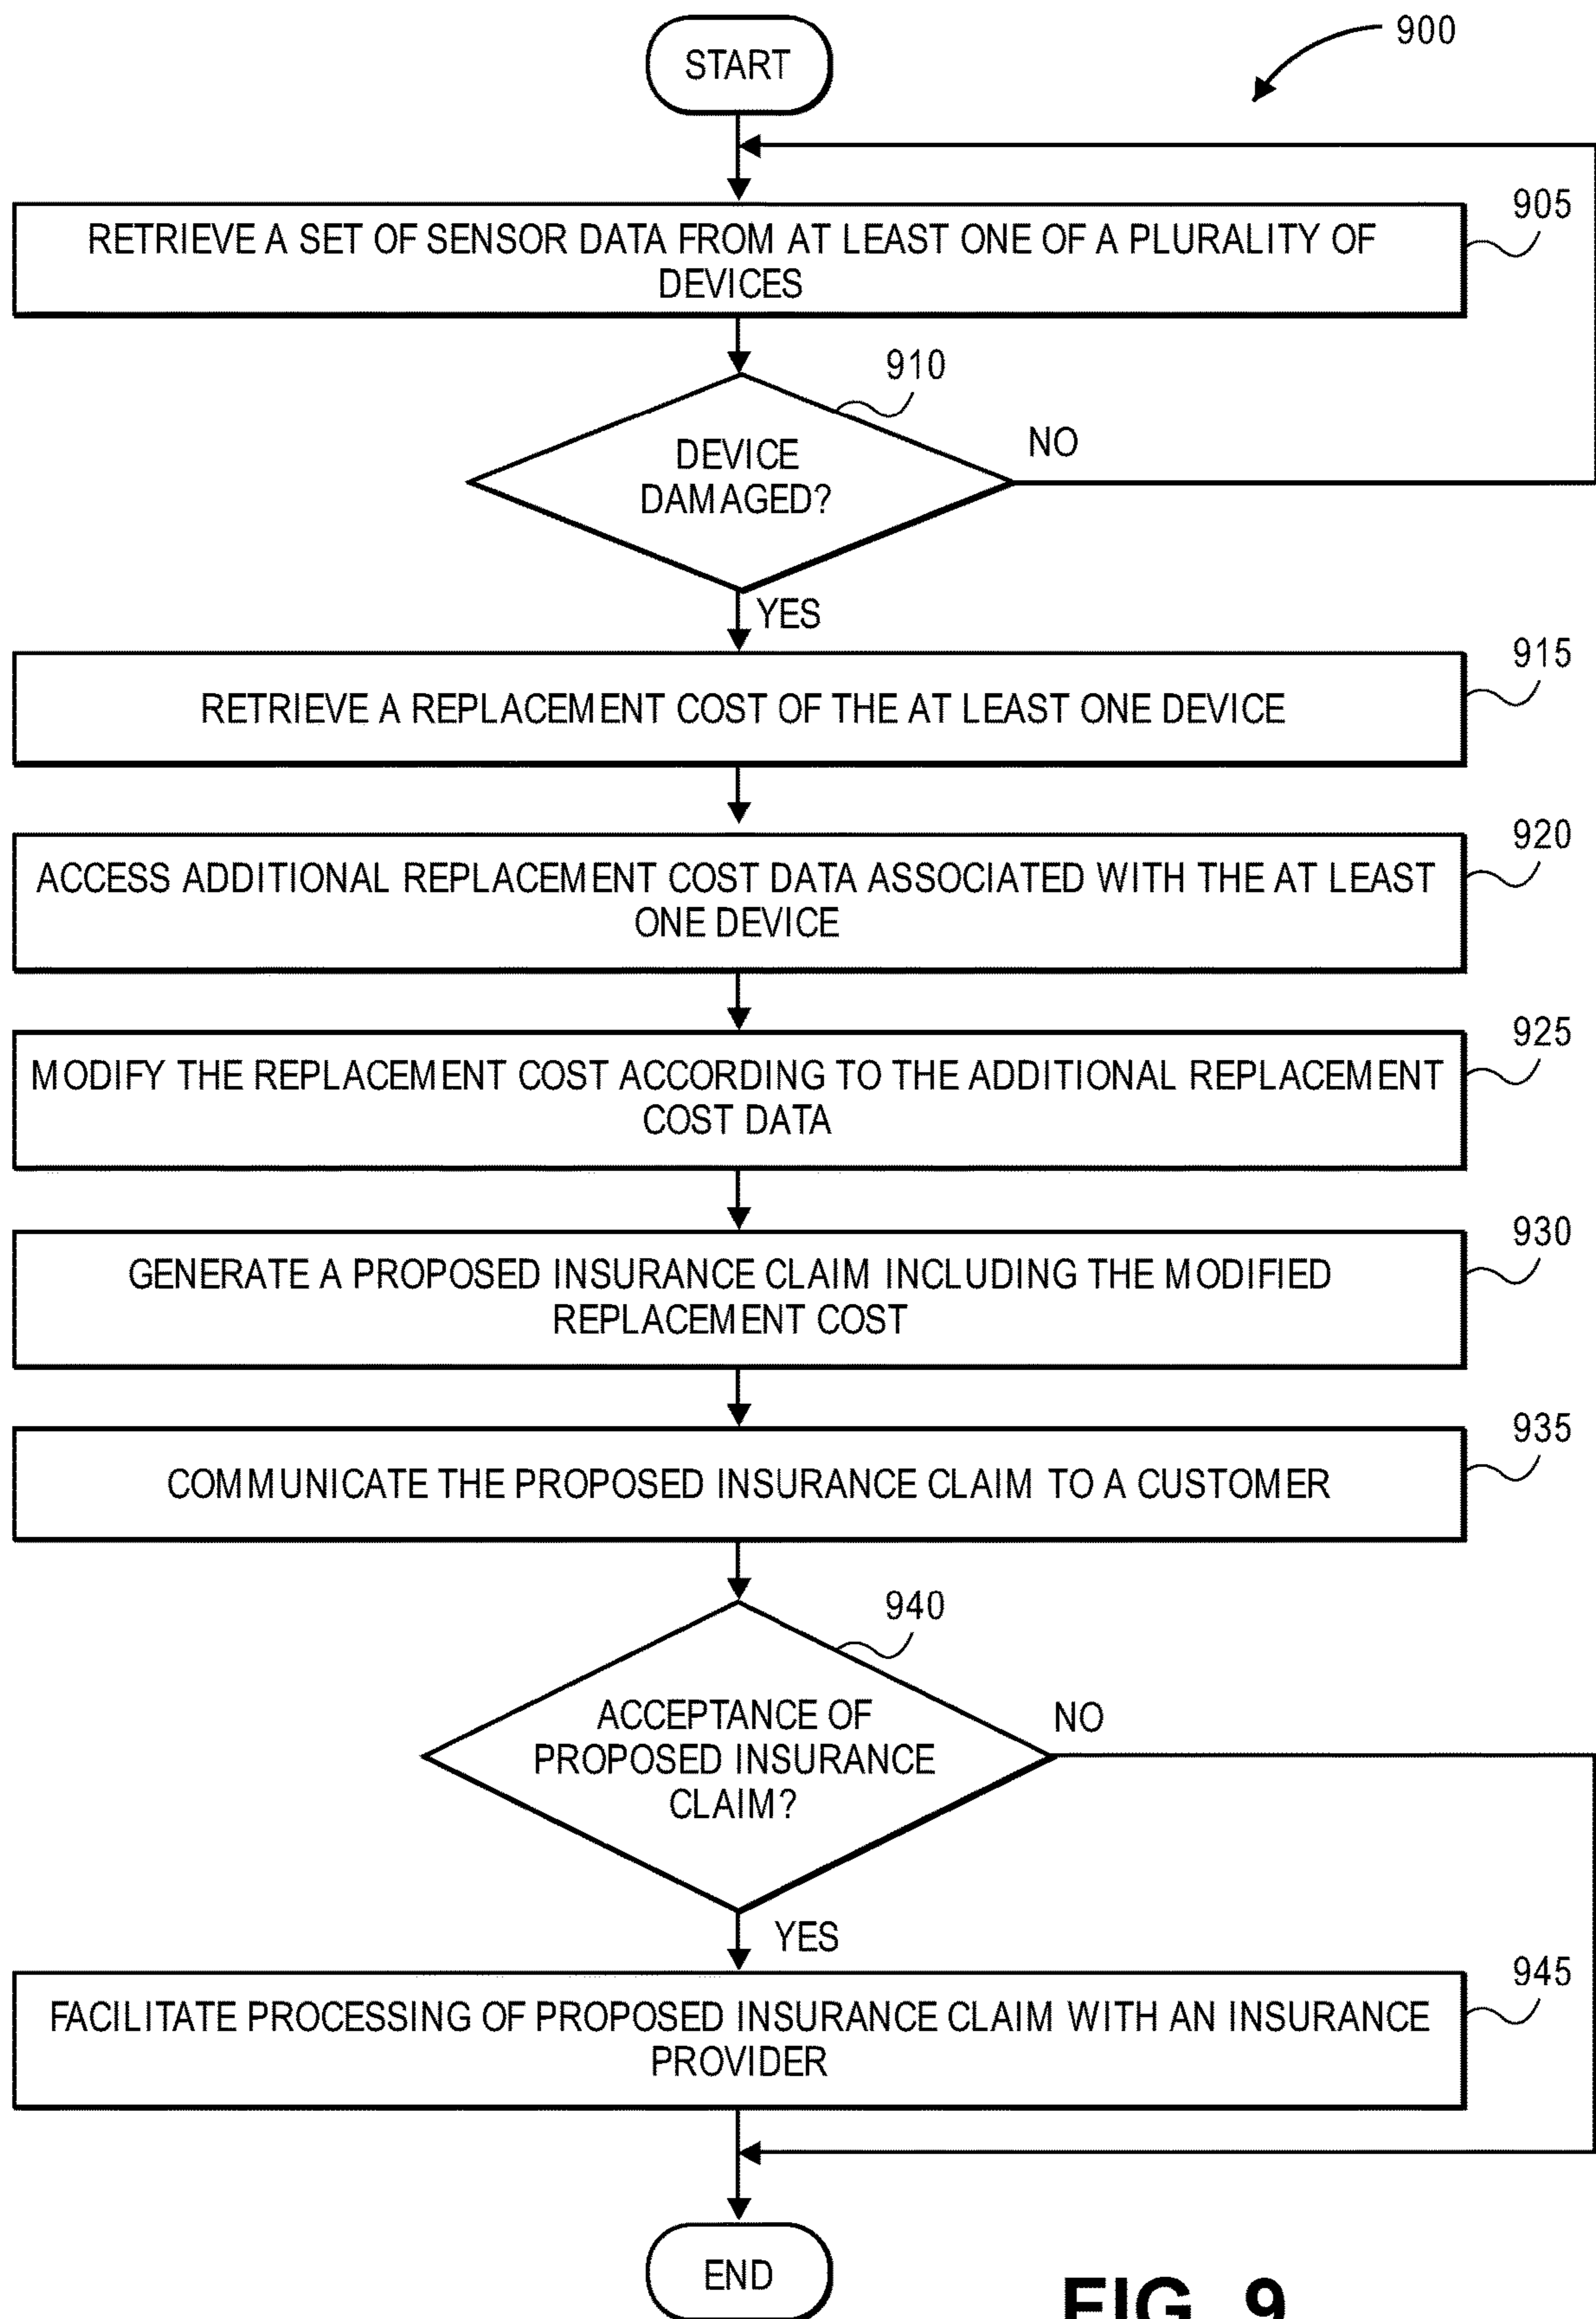 START
900
RETRIEVE A SET OF SENSOR DATA FROM AT LEAST ONE OF A PLURALITY OF
DEVICES
905
910
DEVICE
DAMAGED?
NO
YES
915
RETRIEVE A REPLACEMENT COST OF THE AT LEAST ONE DEVICE
920
ACCESS ADDITIONAL REPLACEMENT COST DATA ASSOCIATED WITH THE AT LEAST
ONE DEVICE
925
MODIFY THE REPLACEMENT COST ACCORDING TO THE ADDITIONAL REPLACEMENT
COST DATA
930
GENERATE A PROPOSED INSURANCE CLAIM INCLUDING THE MODIFIED
REPLACEMENT COST
935
COMMUNICATE THE PROPOSED INSURANCE CLAIM TO A CUSTOMER
940
ACCEPTANCE OF
PROPOSED INSURANCE
CLAIM?
NO
YES
945
FACILITATE PROCESSING OF PROPOSED INSURANCE CLAIM WITH AN INSURANCE
PROVIDER
END
FIG. 9